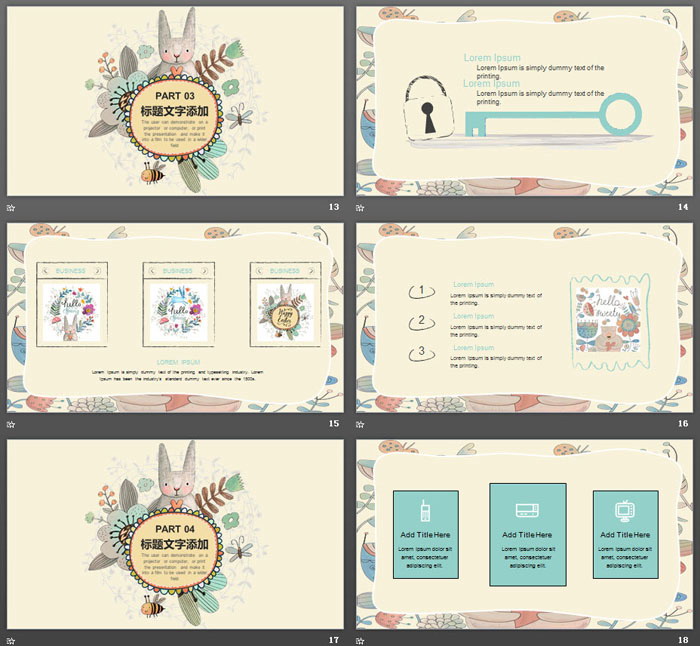 PART 03
标题文字添加
The user can demonstrate on a
projector or computer, or print
the presentation and make it
into a film to be used in a wider
field
13
Lorem Ipsum
Lorem Ipsum is simply dummy text of the
printing.
Lorem Ipsum
Lorem Ipsum is simply dummy text of the
printing.
14
BUSINESS
BUSINESS
BUSINESS
hello
hello
Happy
Easter
LOREM IPSUM
Lorem Ipsum is simply dummy text of the printing and typesetting industry. Lorem
Ipsum has been the industry's standard dummy text ever since the 1500s.
15
1
Lorem Ipsum
Lorem Ipsum is simply dummy text of
the printing.
2
Lorem Ipsum
Lorem Ipsum is simply dummy text of
the printing.
3
Lorem Ipsum
Lorem Ipsum is simply dummy text of
the printing.
hello
sweety
16
PART 04
标题文字添加
The user can demonstrate on a
projector or computer, or print
the presentation and make it
into a film to be used in a wider
field
17
Add Title Here
Lorem ipsum dolor sit
amet, consectetuer
adipiscing elit.
Add Title Here
Lorem ipsum dolor sit
amet, consectetuer
adipiscing elit.
Add Title Here
Lorem ipsum dolor sit
amet, consectetuer
adipiscing elit.
18